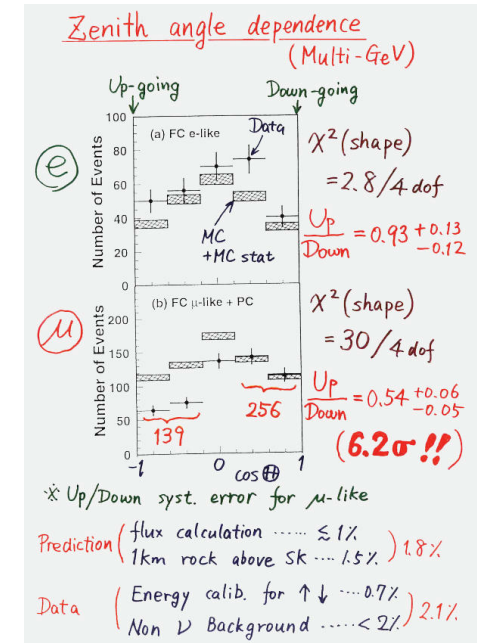 Zenith angle dependence
(Multi-GeV)
Up-going
Down-going
e
100
80
60
40
20
0
Number of Events
(a) FC e-like
Data
MC
+MC stat
χ² (shape)
= 2.8 / 4 dof
Up/Down = 0.93 +0.13 −0.12
μ
200
150
100
50
0
Number of Events
(b) FC μ-like + PC
139
256
-1 0 1
cos Θ
χ² (shape)
= 30 / 4 dof
Up/Down = 0.54 +0.06 −0.05
(6.2σ !!)
※ Up/Down syst. error for μ-like
Prediction ( flux calculation ...... ≲ 1%
1km rock above SK .... 1.5% ) 1.8%
Data ( Energy calib. for ↑ ↓ .... 0.7%
Non ν Background ...... < 2% ) 2.1%